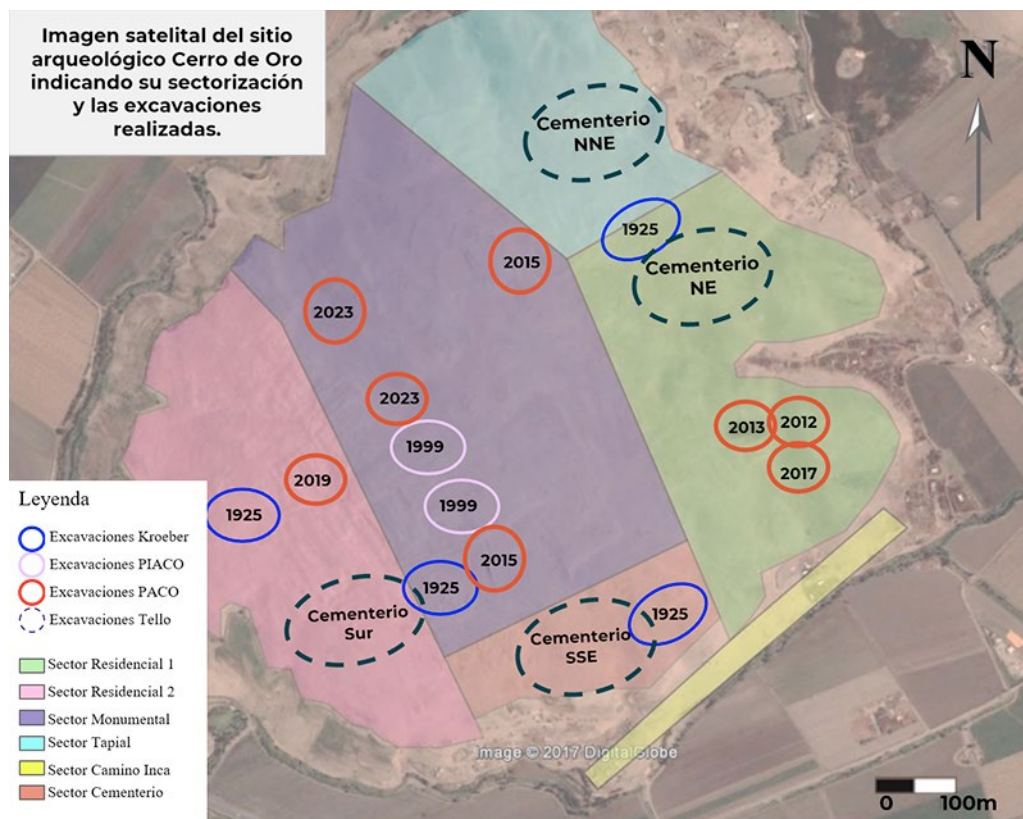 Imagen satelital del sitio
arqueológico Cerro de Oro
indicando su sectorización
y las excavaciones
realizadas.
N
Cementerio
NNE
1925
Cementerio
NE
2015
2023
2023
1999
2013
2012
2017
1999
2019
1925
2015
1925
Cementerio
Sur
1925
Cementerio
SSE
Leyenda
Excavaciones Kroeber
Excavaciones PIACO
Excavaciones PACO
Excavaciones Tello
Sector Residencial 1
Sector Residencial 2
Sector Monumental
Sector Tapial
Sector Camino Inca
Sector Cementerio
Image © 2017 DigitalGlobe
0 100m